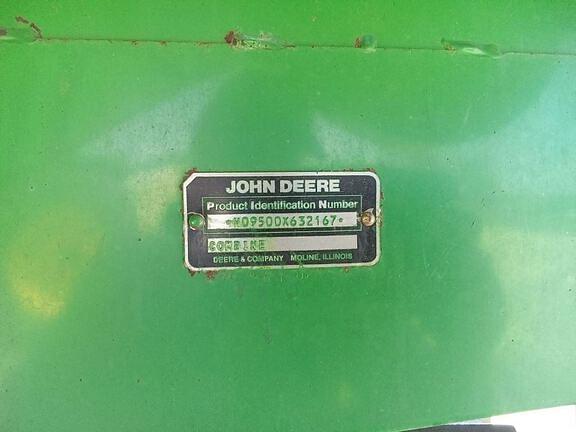 JOHN DEERE
Product Identification Number
*H09500X632167*
COMBINE
DEERE & COMPANY MOLINE, ILLINOIS